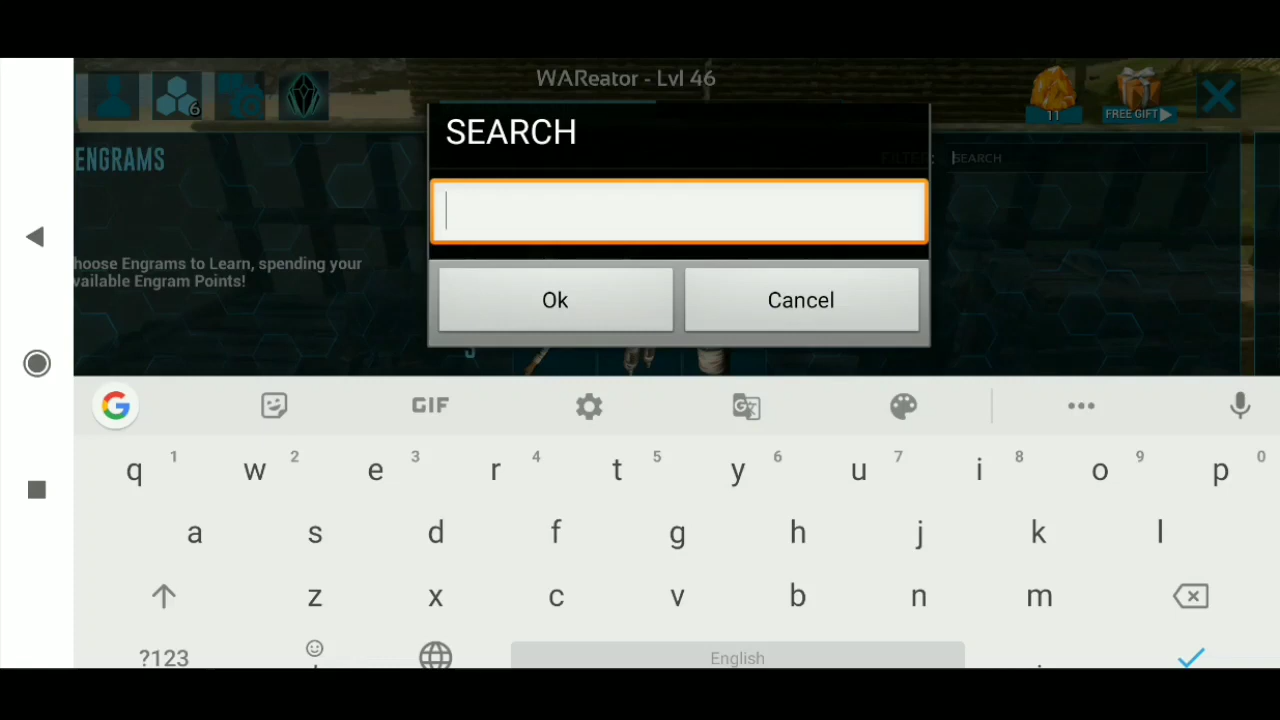 WAReator - Lvl 46
6
11
FREE GIFT
SEARCH
ENGRAMS
FILTER:
SEARCH
hoose Engrams to Learn, spending your
vailable Engram Points!
Ok
Cancel
S
G
GIF
q 1 w 2 e 3 r 4 t 5 y 6 u 7 i 8 o 9 p 0
a s d f g h j k l
z x c v b n m
?123
English